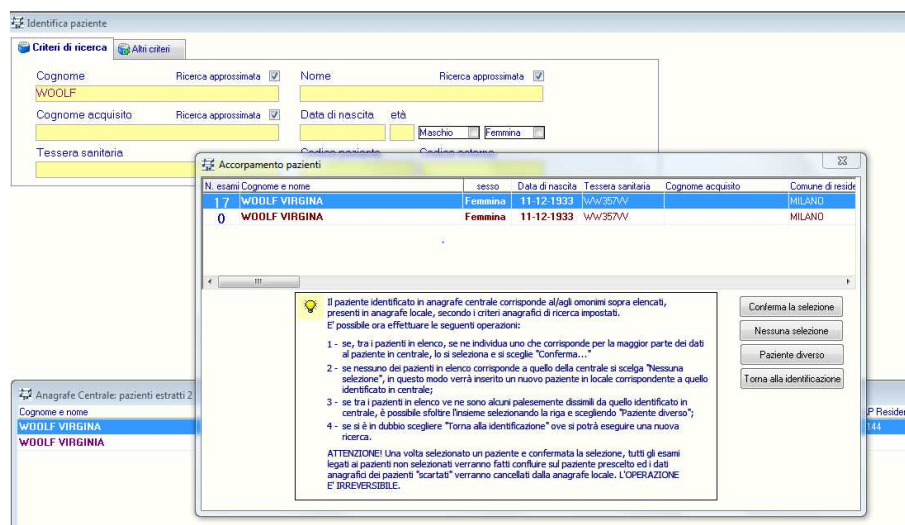 Identifica paziente
Criteri di ricerca Altri criteri
Cognome Ricerca approssimata Nome Ricerca approssimata
WOOLF
Cognome acquisito Ricerca approssimata Data di nascita età
Maschio Femmina
Tessera sanitaria Codice paziente Codice esterno
Accorpamento pazienti
N. esami Cognome e nome sesso Data di nascita Tessera sanitaria Cognome acquisito Comune di reside
17 WOOLF VIRGINA Femmina 11-12-1933 WW357VV MILANO
0 WOOLF VIRGINA Femmina 11-12-1933 WW357VV MILANO
Il paziente identificato in anagrafe centrale corrisponde al/agli omonimi sopra elencati,
presenti in anagrafe locale, secondo i criteri anagrafici di ricerca impostati.
E' possibile ora effettuare le seguenti operazioni:
1 - se, tra i pazienti in elenco, se ne individua uno che corrisponde per la maggior parte dei dati
al paziente in centrale, lo si seleziona e si sceglie "Conferma..."
2 - se nessuno dei pazienti in elenco corrisponde a quello della centrale si scelga "Nessuna
selezione", in questo modo verrà inserito un nuovo paziente in locale corrispondente a quello
identificato in centrale;
3 - se tra i pazienti in elenco ve ne sono alcuni palesemente dissimili da quello identificato in
centrale, è possibile sfoltire l'insieme selezionando la riga e scegliendo "Paziente diverso";
4 - se si è in dubbio scegliere "Torna alla identificazione" ove si potrà eseguire una nuova
ricerca.
ATTENZIONE! Una volta selezionato un paziente e confermata la selezione, tutti gli esami
legati ai pazienti non selezionati verranno fatti confluire sul paziente prescelto ed i dati
anagrafici dei pazienti "scartati" verranno cancellati dalla anagrafe locale. L'OPERAZIONE
E' IRREVERSIBILE.
Conferma la selezione
Nessuna selezione
Paziente diverso
Torna alla identificazione
Anagrafe Centrale: pazienti estratti 2
Cognome e nome P Residen
WOOLF VIRGINA 144
WOOLF VIRGINIA